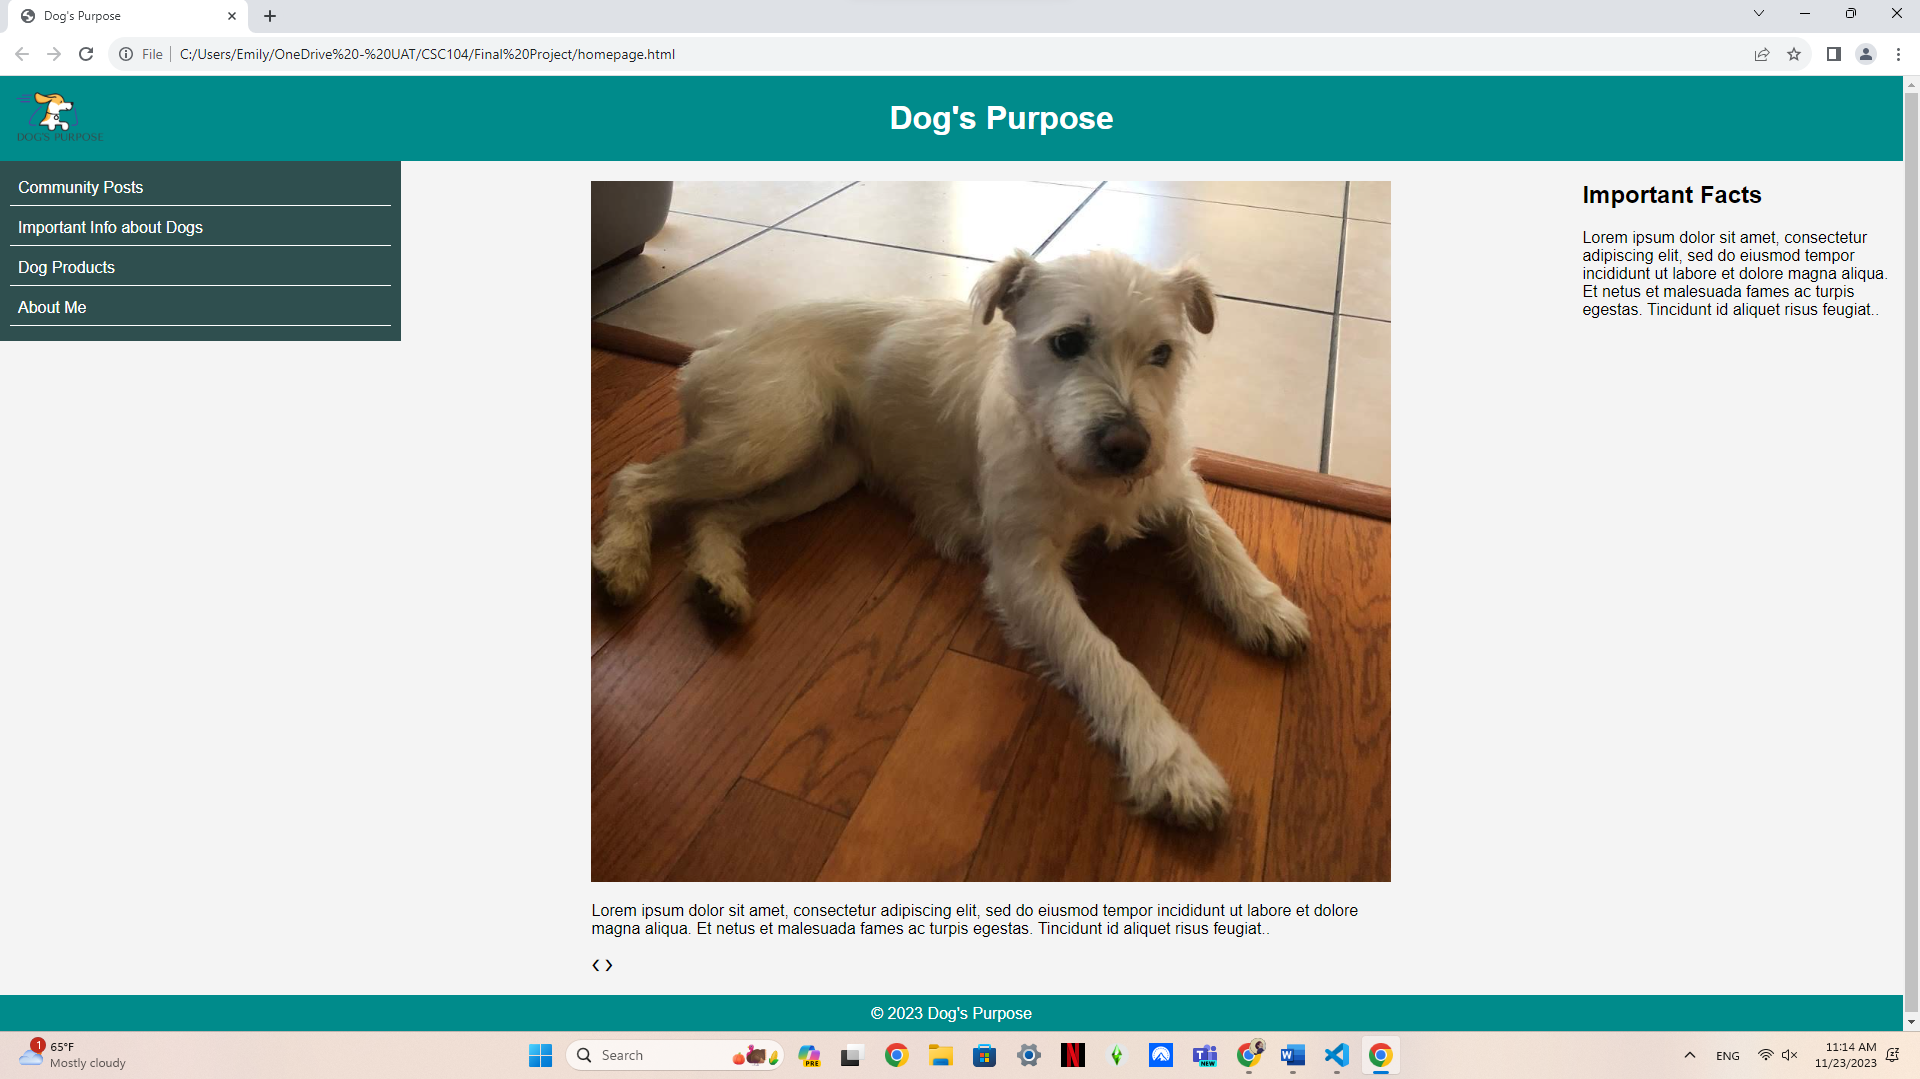 Dog's Purpose
File
C:/Users/Emily/OneDrive%20-%20UAT/CSC104/Final%20Project/homepage.html
DOG'S PURPOSE
Dog's Purpose
Community Posts
Important Info about Dogs
Dog Products
About Me
Important Facts
Lorem ipsum dolor sit amet, consectetur
adipiscing elit, sed do eiusmod tempor
incididunt ut labore et dolore magna aliqua.
Et netus et malesuada fames ac turpis
egestas. Tincidunt id aliquet risus feugiat..
Lorem ipsum dolor sit amet, consectetur adipiscing elit, sed do eiusmod tempor incididunt ut labore et dolore
magna aliqua. Et netus et malesuada fames ac turpis egestas. Tincidunt id aliquet risus feugiat..
‹ ›
© 2023 Dog's Purpose
1
65°F
Mostly cloudy
Search
PRE
N
T
NEW
W
ENG
11:14 AM
11/23/2023